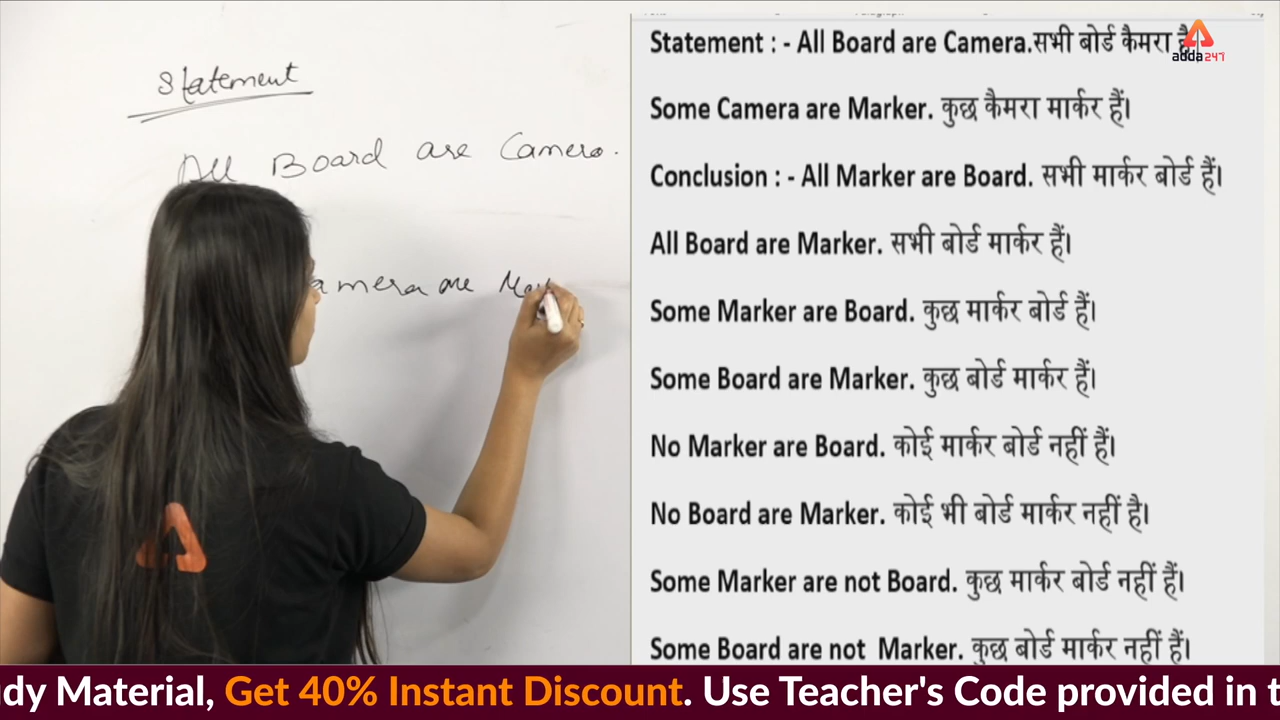 Statement
All Board are Camera.
amera are Mar
Statement : - All Board are Camera.सभी बोर्ड कैमरा है
adda247
Some Camera are Marker. कुछ कैमरा मार्कर हैं।
Conclusion : - All Marker are Board. सभी मार्कर बोर्ड हैं।
All Board are Marker. सभी बोर्ड मार्कर हैं।
Some Marker are Board. कुछ मार्कर बोर्ड हैं।
Some Board are Marker. कुछ बोर्ड मार्कर हैं।
No Marker are Board. कोई मार्कर बोर्ड नहीं हैं।
No Board are Marker. कोई भी बोर्ड मार्कर नहीं है।
Some Marker are not Board. कुछ मार्कर बोर्ड नहीं हैं।
Some Board are not Marker. कुछ बोर्ड मार्कर नहीं हैं।
dy Material, Get 40% Instant Discount. Use Teacher's Code provided in t